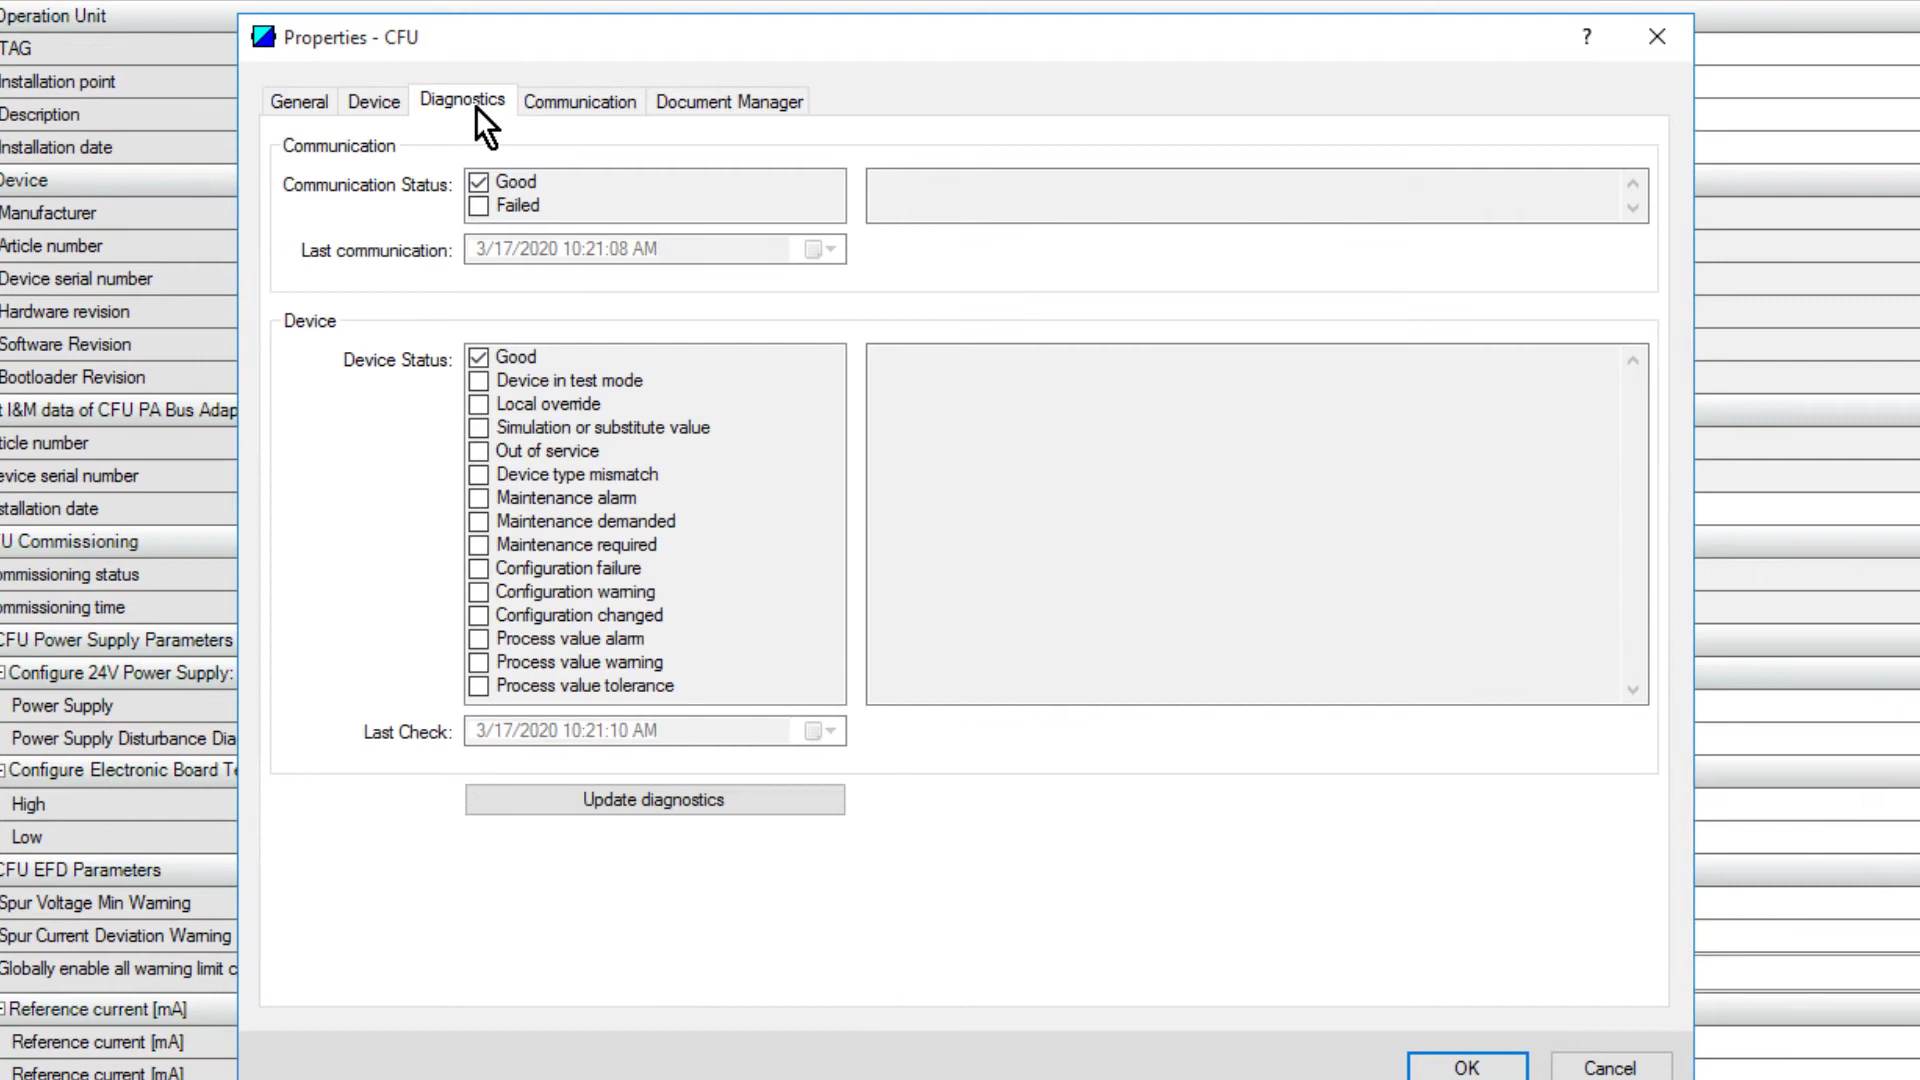 Operation Unit
TAG
Installation point
Description
Installation date
Device
Manufacturer
Article number
Device serial number
Hardware revision
Software Revision
Bootloader Revision
t I&M data of CFU PA Bus Adap
ticle number
evice serial number
stallation date
U Commissioning
ommissioning status
ommissioning time
CFU Power Supply Parameters
Configure 24V Power Supply:
Power Supply
Power Supply Disturbance Dia
Configure Electronic Board Te
High
Low
CFU EFD Parameters
Spur Voltage Min Warning
Spur Current Deviation Warning
Globally enable all warning limit c
Reference current [mA]
Reference current [mA]
Reference current [mA]
Properties - CFU
?
General
Device
Diagnostics
Communication
Document Manager
Communication
Communication Status:
Good
Failed
Last communication:
3/17/2020 10:21:08 AM
Device
Device Status:
Good
Device in test mode
Local override
Simulation or substitute value
Out of service
Device type mismatch
Maintenance alarm
Maintenance demanded
Maintenance required
Configuration failure
Configuration warning
Configuration changed
Process value alarm
Process value warning
Process value tolerance
Last Check:
3/17/2020 10:21:10 AM
Update diagnostics
OK
Cancel